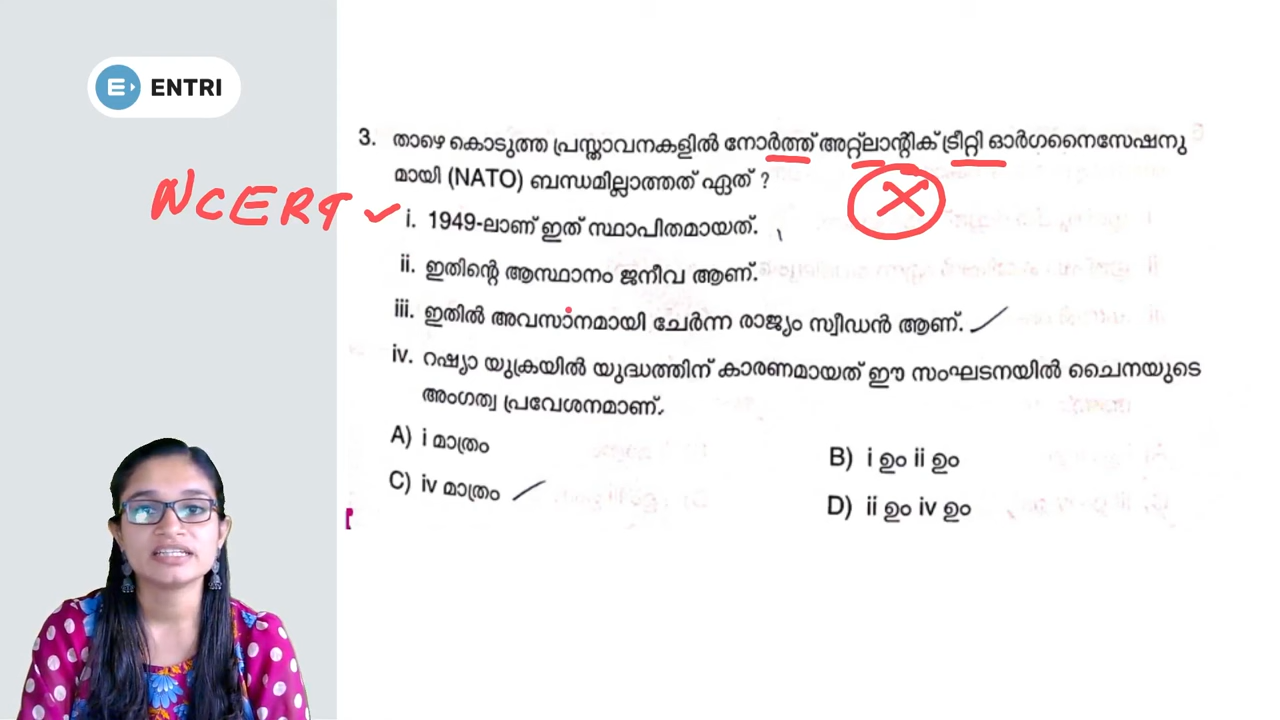 ENTRI
3. താഴെ കൊടുത്ത പ്രസ്താവനകളിൽ നോർത്ത് അറ്റ്ലാന്റിക് ട്രീറ്റി ഓർഗനൈസേഷനു
മായി (NATO) ബന്ധമില്ലാത്തത് ഏത് ?
NCERT
i. 1949-ലാണ് ഇത് സ്ഥാപിതമായത്.
ii. ഇതിന്റെ ആസ്ഥാനം ജനീവ ആണ്.
iii. ഇതിൽ അവസാനമായി ചേർന്ന രാജ്യം സ്വീഡൻ ആണ്.
iv. റഷ്യാ യുക്രയിൽ യുദ്ധത്തിന് കാരണമായത് ഈ സംഘടനയിൽ ചൈനയുടെ
അംഗത്വ പ്രവേശനമാണ്.
A) i മാത്രം
B) i ഉം ii ഉം
C) iv മാത്രം
D) ii ഉം iv ഉം